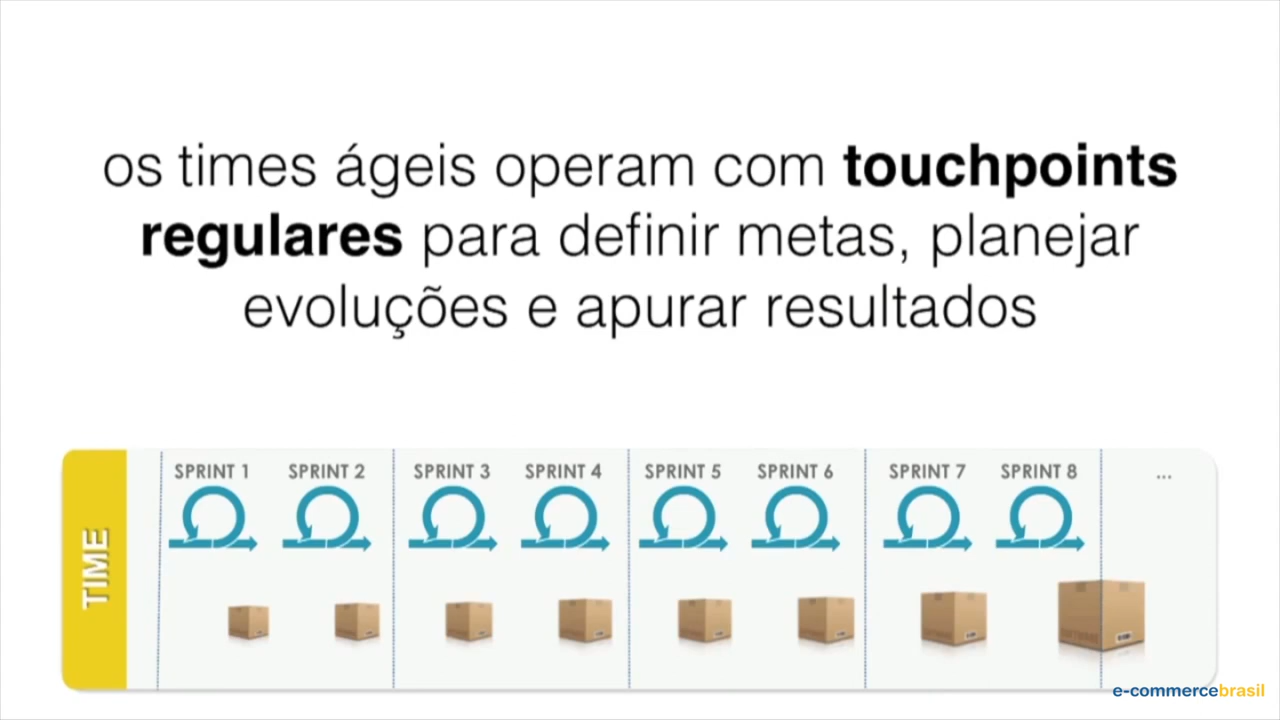 os times ágeis operam com touchpoints
regulares para definir metas, planejar
evoluções e apurar resultados
TIME
SPRINT 1 SPRINT 2 SPRINT 3 SPRINT 4 SPRINT 5 SPRINT 6 SPRINT 7 SPRINT 8 ...
e-commercebrasil